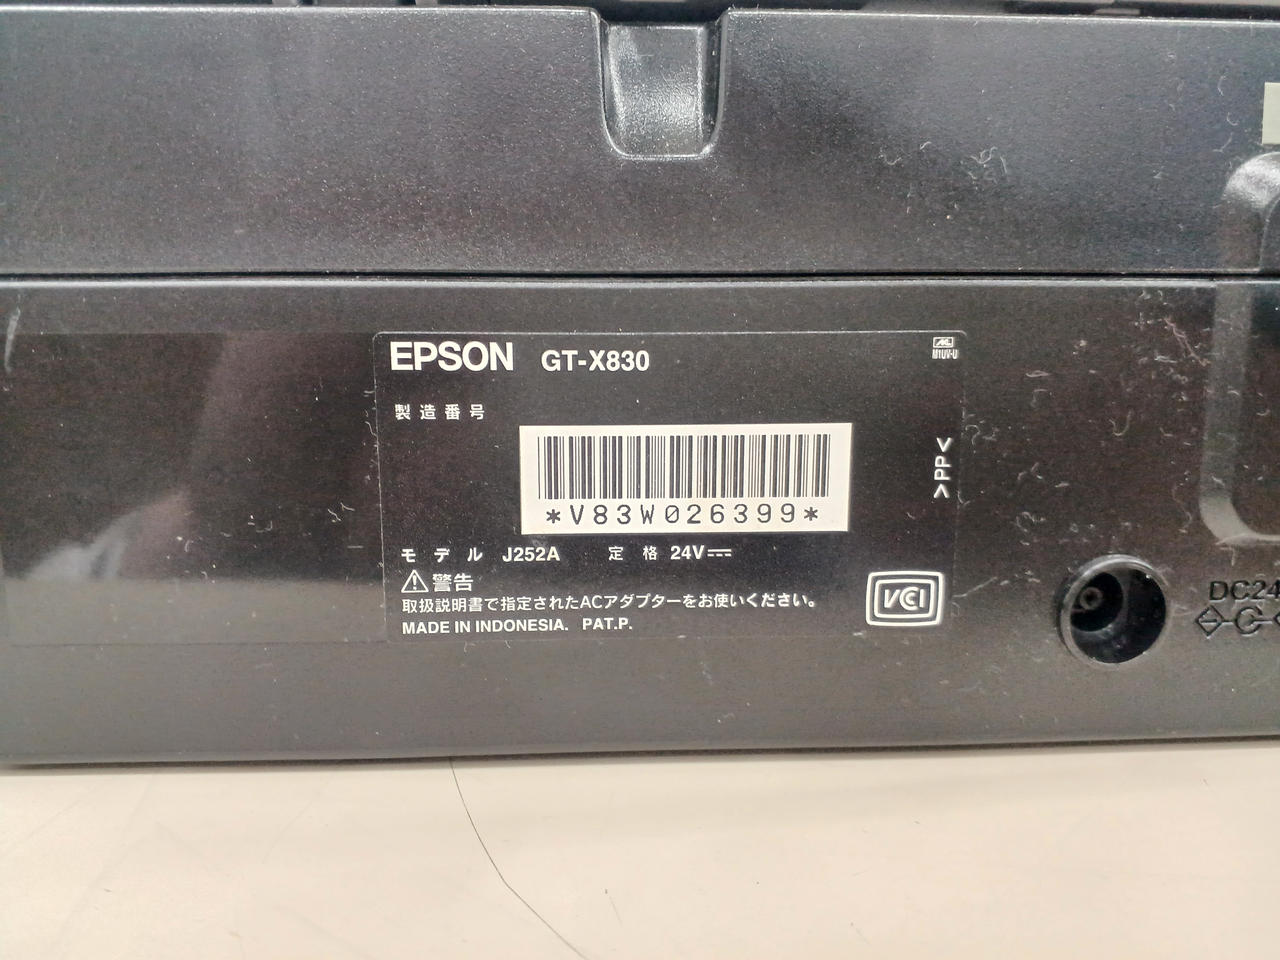 EPSON GT-X830
M1UV-U
製造番号
>PP<
*V83W026399*
モデル J252A 定格 24V⎓
⚠警告
取扱説明書で指定されたACアダプターをお使いください。
MADE IN INDONESIA. PAT.P.
VCCI
DC24